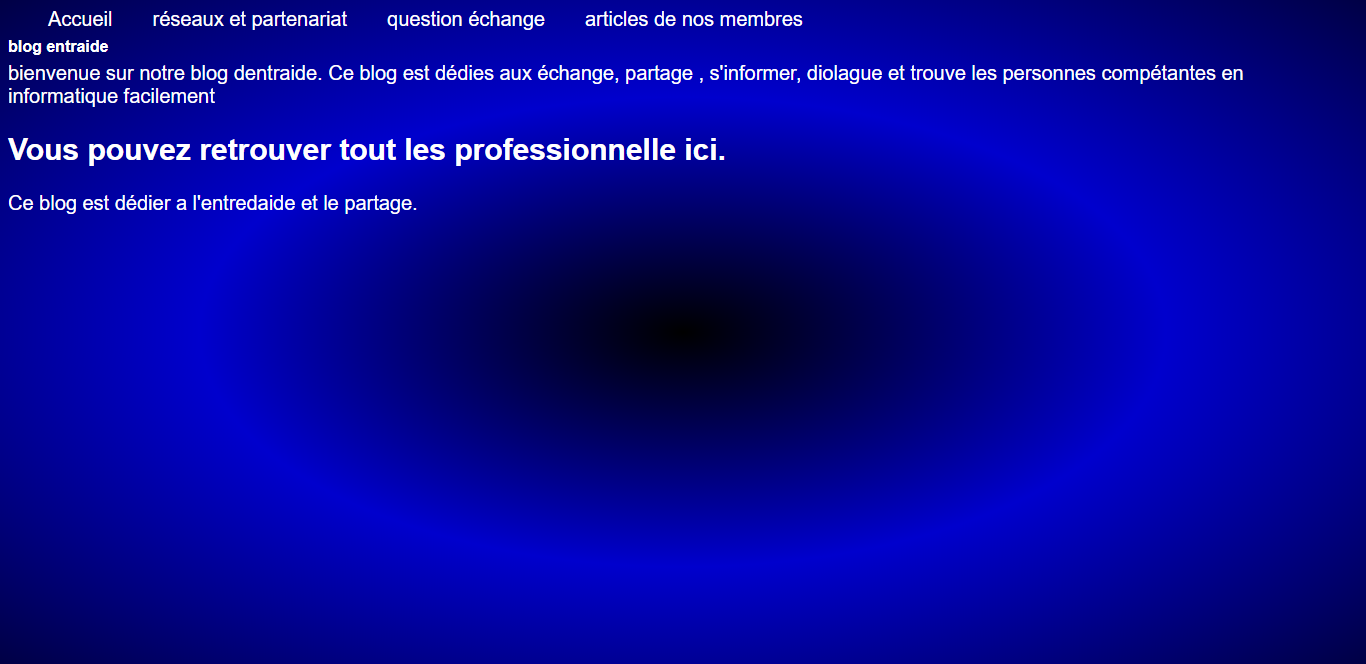 Accueil réseaux et partenariat question échange articles de nos membres
blog entraide
bienvenue sur notre blog dentraide. Ce blog est dédies aux échange, partage , s'informer, diolague et trouve les personnes compétantes en
informatique facilement
Vous pouvez retrouver tout les professionnelle ici.
Ce blog est dédier a l'entredaide et le partage.